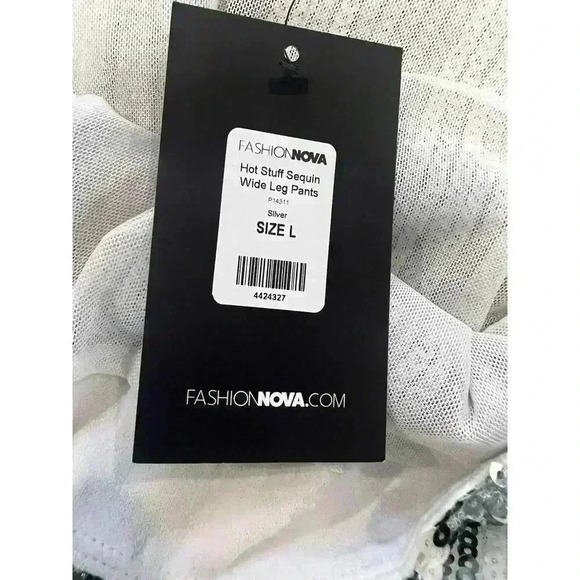 FASHIONNOVA
Hot Stuff Sequin
Wide Leg Pants
P14311
Silver
SIZE L
4424327
FASHIONNOVA.COM